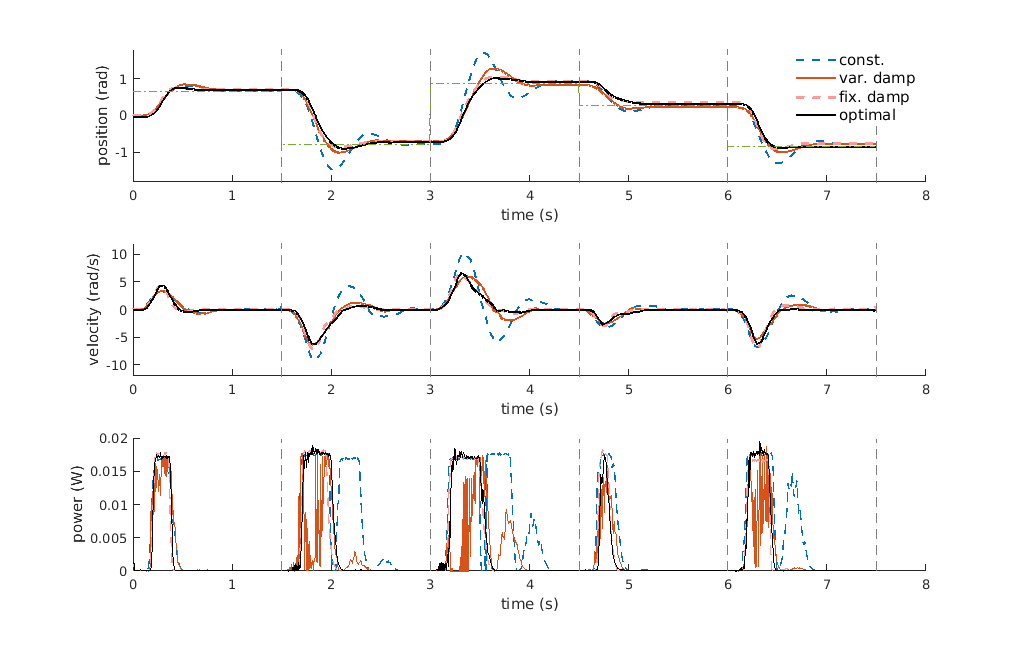 const.
var. damp
fix. damp
optimal
position (rad)
1
0
-1
0 1 2 3 4 5 6 7 8
time (s)
velocity (rad/s)
10
5
0
-5
-10
0 1 2 3 4 5 6 7 8
time (s)
power (W)
0.02
0.015
0.01
0.005
0
0 1 2 3 4 5 6 7 8
time (s)